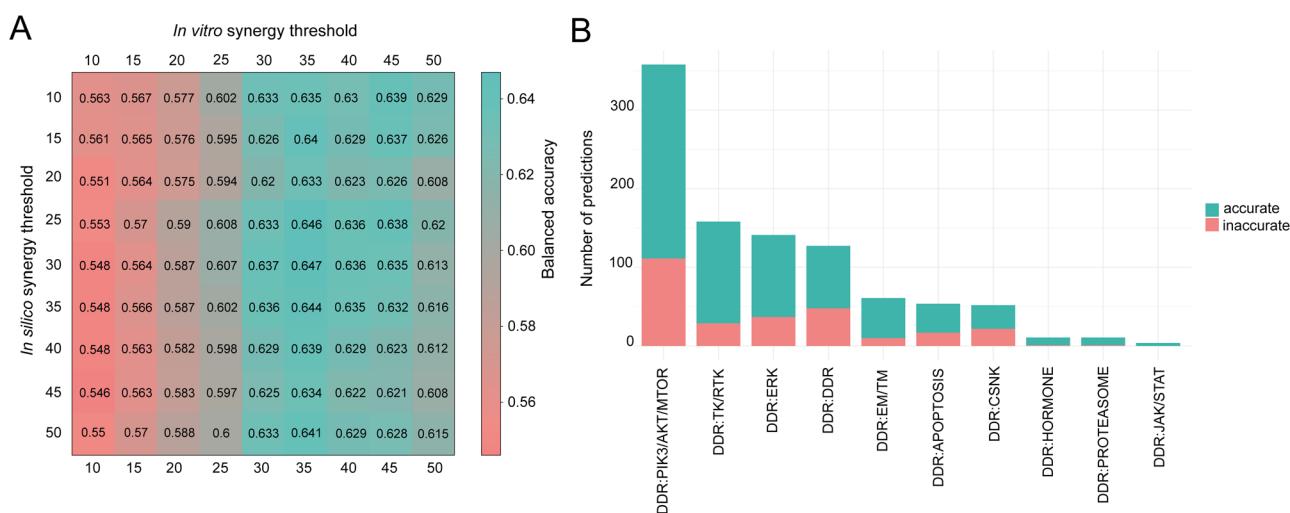 A
In vitro synergy threshold
10 15 20 25 30 35 40 45 50
10 0.563 0.567 0.577 0.602 0.633 0.635 0.63 0.639 0.629
15 0.561 0.565 0.576 0.595 0.626 0.64 0.629 0.637 0.626
20 0.551 0.564 0.575 0.594 0.62 0.633 0.623 0.626 0.608
25 0.553 0.57 0.59 0.608 0.633 0.646 0.636 0.638 0.62
30 0.548 0.564 0.587 0.607 0.637 0.647 0.636 0.635 0.613
35 0.548 0.566 0.587 0.602 0.636 0.644 0.635 0.632 0.616
40 0.548 0.563 0.582 0.598 0.629 0.639 0.629 0.623 0.612
45 0.546 0.563 0.583 0.597 0.625 0.634 0.622 0.621 0.608
50 0.55 0.57 0.588 0.6 0.633 0.641 0.629 0.628 0.615
10 15 20 25 30 35 40 45 50
In silico synergy threshold
Balanced accuracy
0.64
0.62
0.60
0.58
0.56
B
Number of predictions
300
200
100
0
DDR:PIK3/AKT/MTOR
DDR:TK/RTK
DDR:ERK
DDR:DDR
DDR:EM/TM
DDR:APOPTOSIS
DDR:CSNK
DDR:HORMONE
DDR:PROTEASOME
DDR:JAK/STAT
accurate
inaccurate